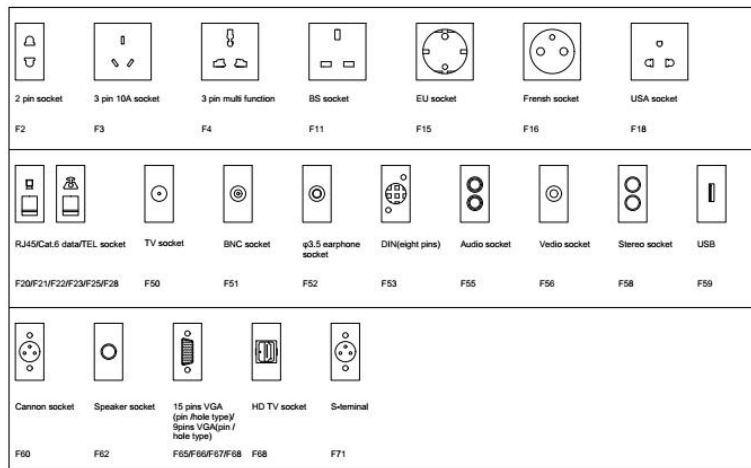 2 pin socket
3 pin 10A socket
3 pin multi function
BS socket
EU socket
Frensh socket
USA socket
F2
F3
F4
F11
F15
F16
F18
RJ45/Cat.6 data/TEL socket
TV socket
BNC socket
φ3.5 earphone
socket
DIN(eight pins)
Audio socket
Vedio socket
Stereo socket
USB
F20/F21/F22/F23/F25/F28
F50
F51
F52
F53
F55
F56
F58
F59
Cannon socket
Speaker socket
15 pins VGA
(pin /hole type)/
9pins VGA(pin /
hole type)
HD TV socket
S-teminal
F60
F62
F65/F66/F67/F68
F68
F71